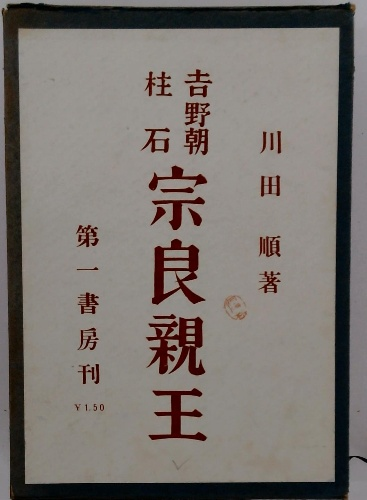 川田順著
𠮷野朝
柱石
宗良親王
第一書房刊
¥1.50